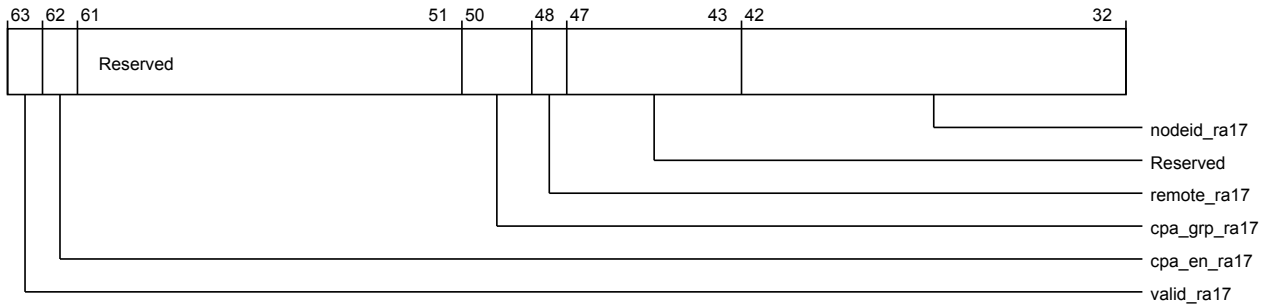 63 62 61 51 50 48 47 43 42 32
Reserved
nodeid_ra17
Reserved
remote_ra17
cpa_grp_ra17
cpa_en_ra17
valid_ra17